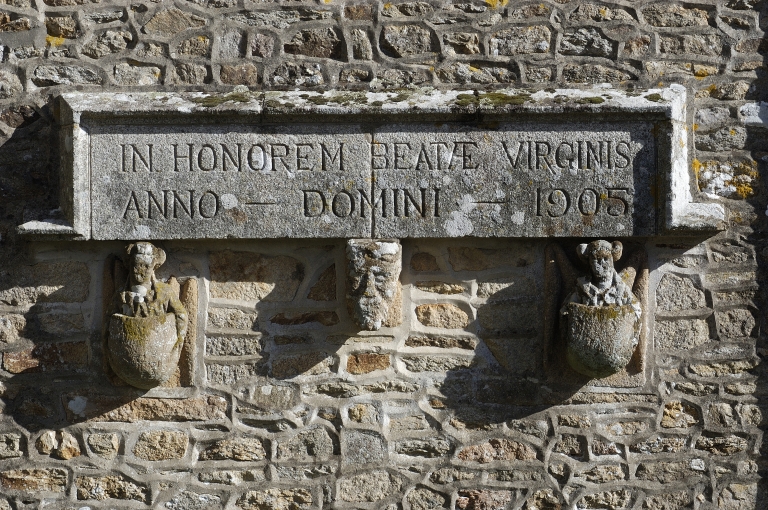 IN HONOREM BEATÆ VIRGINIS
ANNO — DOMINI — 1905